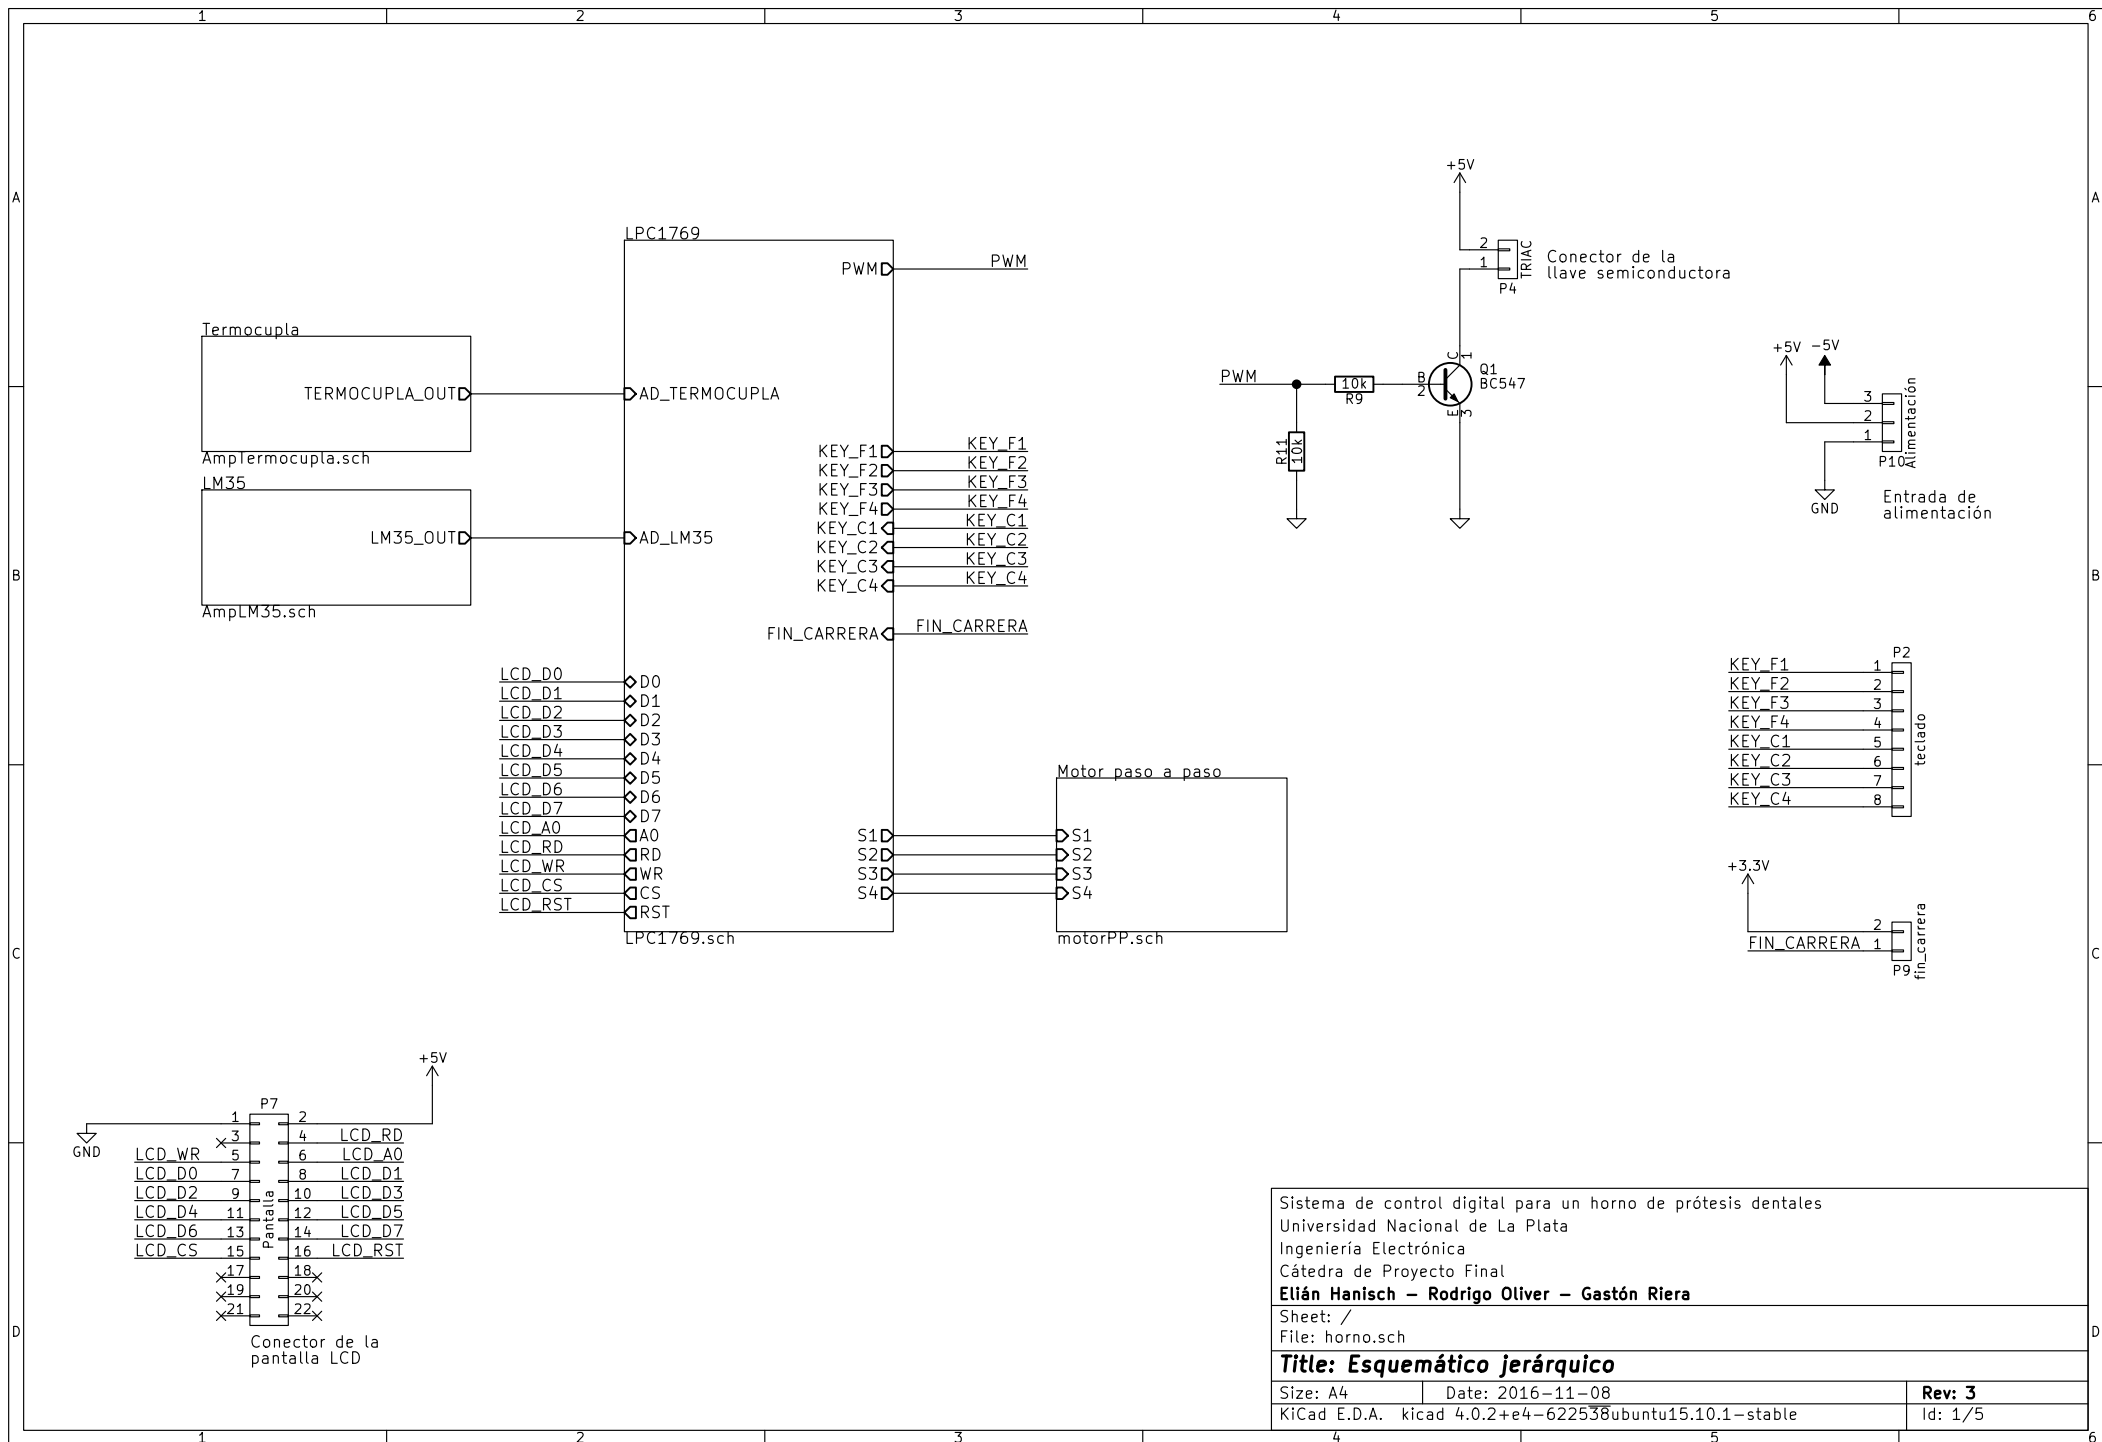 1 2 3 4 5 6
A
B
C
D
LPC1769
PWM
PWM
Termocupla
TERMOCUPLA_OUT
AD_TERMOCUPLA
AmpTermocupla.sch
LM35
LM35_OUT
AD_LM35
AmpLM35.sch
KEY_F1 KEY_F1
KEY_F2 KEY_F2
KEY_F3 KEY_F3
KEY_F4 KEY_F4
KEY_C1 KEY_C1
KEY_C2 KEY_C2
KEY_C3 KEY_C3
KEY_C4 KEY_C4
FIN_CARRERA FIN_CARRERA
LCD_D0 D0
LCD_D1 D1
LCD_D2 D2
LCD_D3 D3
LCD_D4 D4
LCD_D5 D5
LCD_D6 D6
LCD_D7 D7
LCD_A0 A0
LCD_RD RD
LCD_WR WR
LCD_CS CS
LCD_RST RST
LPC1769.sch
Motor paso a paso
S1 S1
S2 S2
S3 S3
S4 S4
motorPP.sch
+5V
2
1
TRIAC
P4
Conector de la
llave semiconductora
PWM
10k
R9
R11
10k
B
2
C
1
E
3
Q1
BC547
+5V -5V
3
2
1
P10
Alimentación
GND
Entrada de
alimentación
P2
KEY_F1 1
KEY_F2 2
KEY_F3 3
KEY_F4 4
KEY_C1 5
KEY_C2 6
KEY_C3 7
KEY_C4 8
teclado
+3.3V
2
FIN_CARRERA 1
P9
fin_carrera
+5V
P7
GND
1 2
3 4 LCD_RD
LCD_WR 5 6 LCD_A0
LCD_D0 7 8 LCD_D1
LCD_D2 9 10 LCD_D3
LCD_D4 11 12 LCD_D5
LCD_D6 13 14 LCD_D7
LCD_CS 15 16 LCD_RST
17 18
19 20
21 22
Pantalla
Conector de la
pantalla LCD
Sistema de control digital para un horno de prótesis dentales
Universidad Nacional de La Plata
Ingeniería Electrónica
Cátedra de Proyecto Final
Elián Hanisch – Rodrigo Oliver – Gastón Riera
Sheet: /
File: horno.sch
Title: Esquemático jerárquico
Size: A4 Date: 2016-11-08 Rev: 3
KiCad E.D.A. kicad 4.0.2+e4-622538ubuntu15.10.1-stable Id: 1/5
A
B
C
D
1 2 3 4 5 6